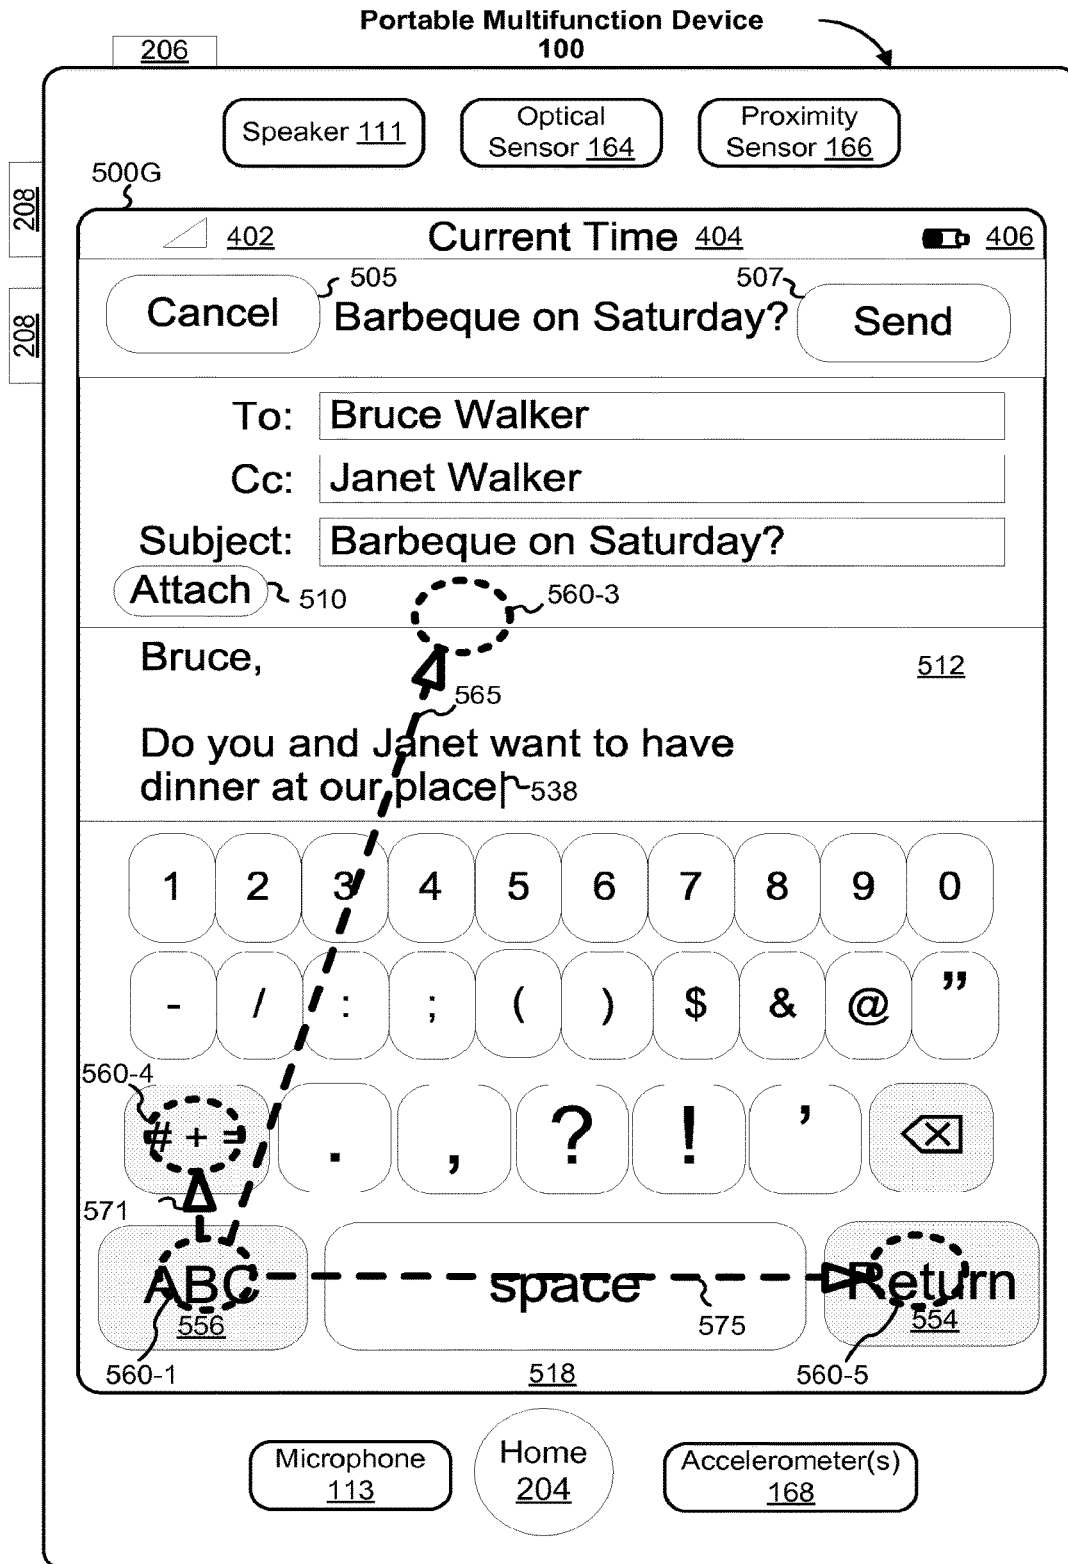 Portable Multifunction Device
100
206
Speaker 111
Optical
Sensor 164
Proximity
Sensor 166
500G
208
208
402
Current Time 404
406
505
507
Cancel
Barbeque on Saturday?
Send
To:
Bruce Walker
Cc:
Janet Walker
Subject:
Barbeque on Saturday?
Attach
510
560-3
Bruce,
512
565
Do you and Janet want to have
dinner at our place
538
1 2 3 4 5 6 7 8 9 0
- / : ; ( ) $ & @ ”
560-4
# + = . , ? ! ’
571
ABC
556
space
575
Return
554
560-1
518
560-5
Microphone
113
Home
204
Accelerometer(s)
168